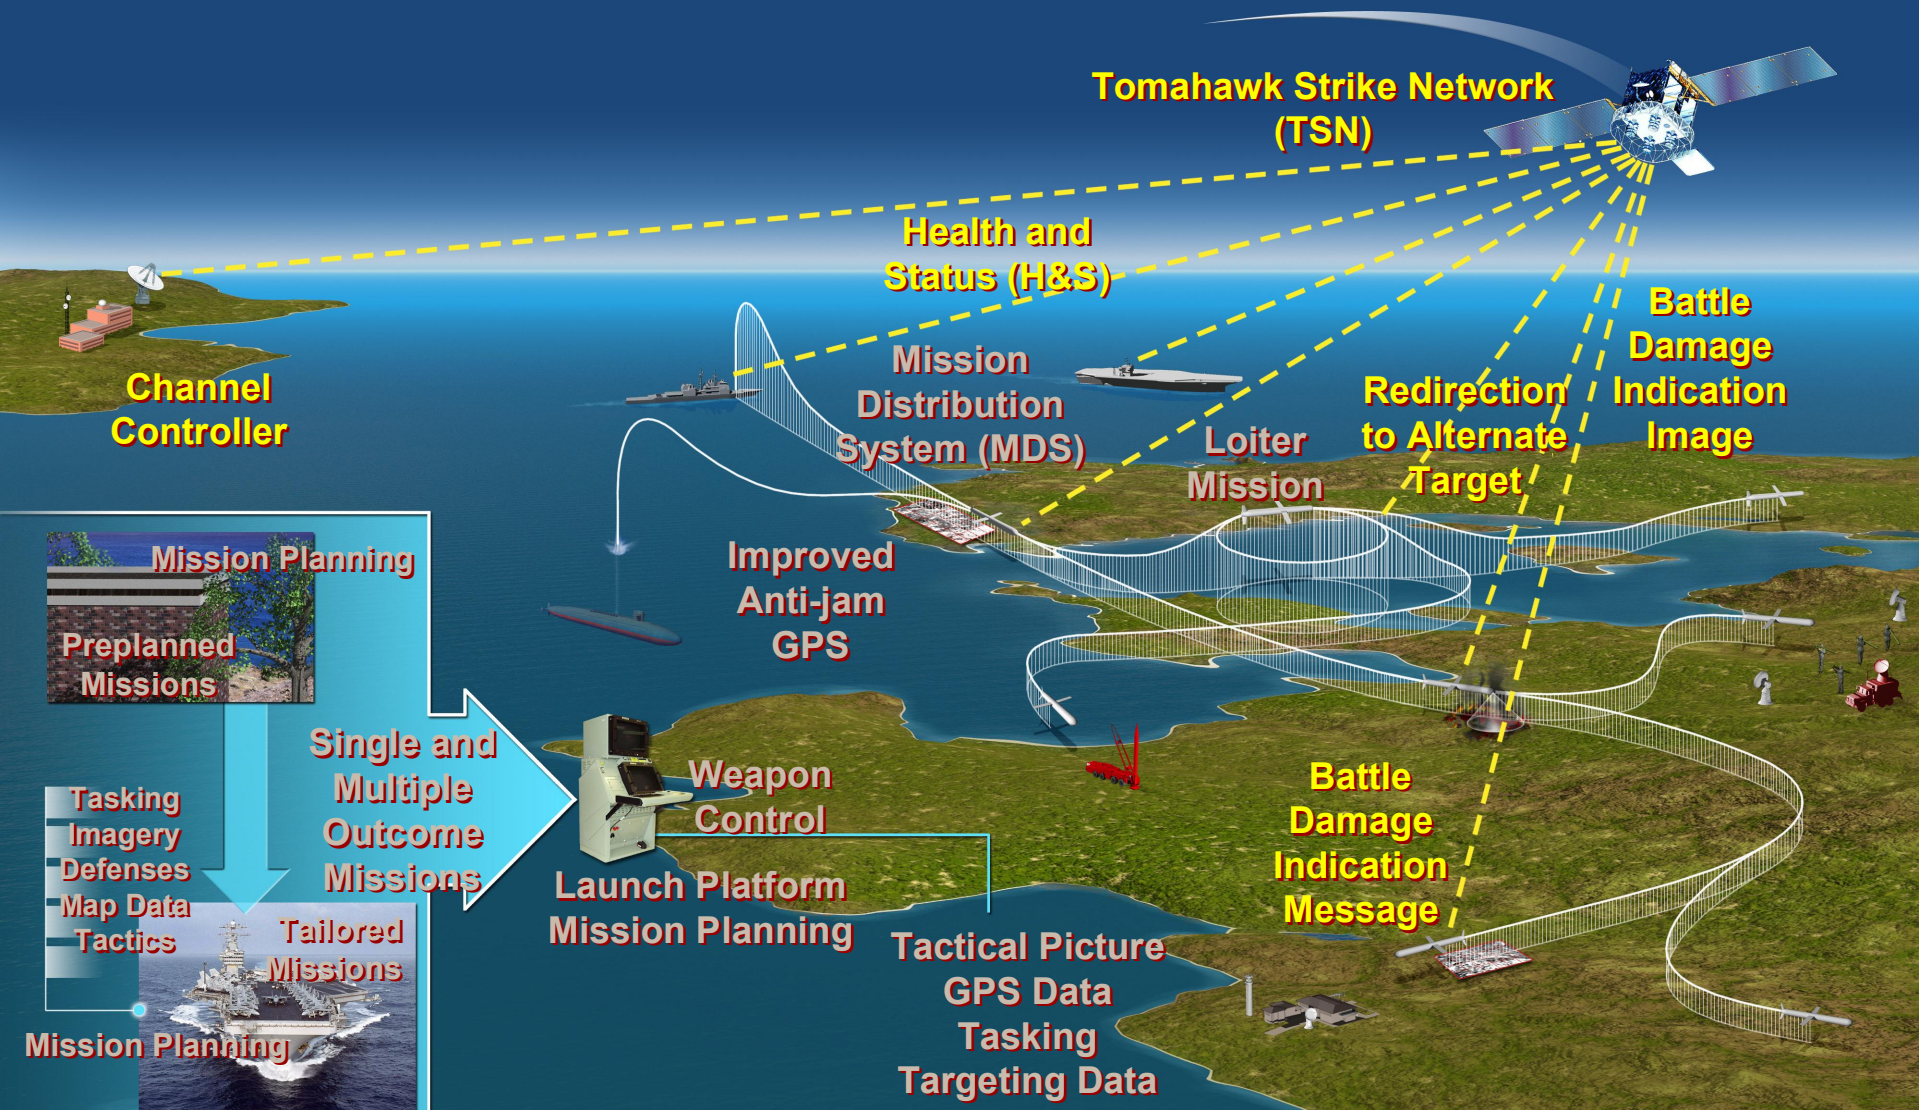 Tomahawk Strike Network
(TSN)
Health and
Status (H&S)
Battle
Damage
Indication
Image
Channel
Controller
Mission
Distribution
System (MDS)
Redirection
to Alternate
Target
Loiter
Mission
Improved
Anti-jam
GPS
Mission Planning
Preplanned
Missions
Single and
Multiple
Outcome
Missions
Tasking
Imagery
Defenses
Map Data
Tactics
Tailored
Missions
Mission Planning
Weapon
Control
Launch Platform
Mission Planning
Battle
Damage
Indication
Message
Tactical Picture
GPS Data
Tasking
Targeting Data